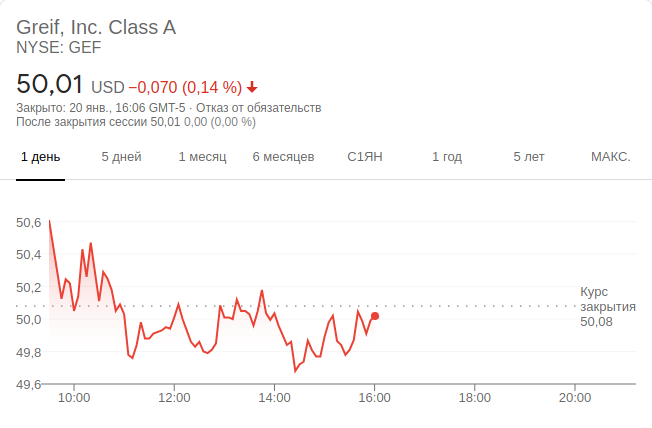 Greif, Inc. Class A
NYSE: GEF
50,01 USD −0,070 (0,14 %)
Закрыто: 20 янв., 16:06 GMT-5 · Отказ от обязательств
После закрытия сессии 50,01 0,00 (0,00 %)
1 день 5 дней 1 месяц 6 месяцев С1ЯН 1 год 5 лет МАКС.
50,6
50,4
50,2
Курс
закрытия
50,08
50,0
49,8
49,6
10:00 12:00 14:00 16:00 18:00 20:00